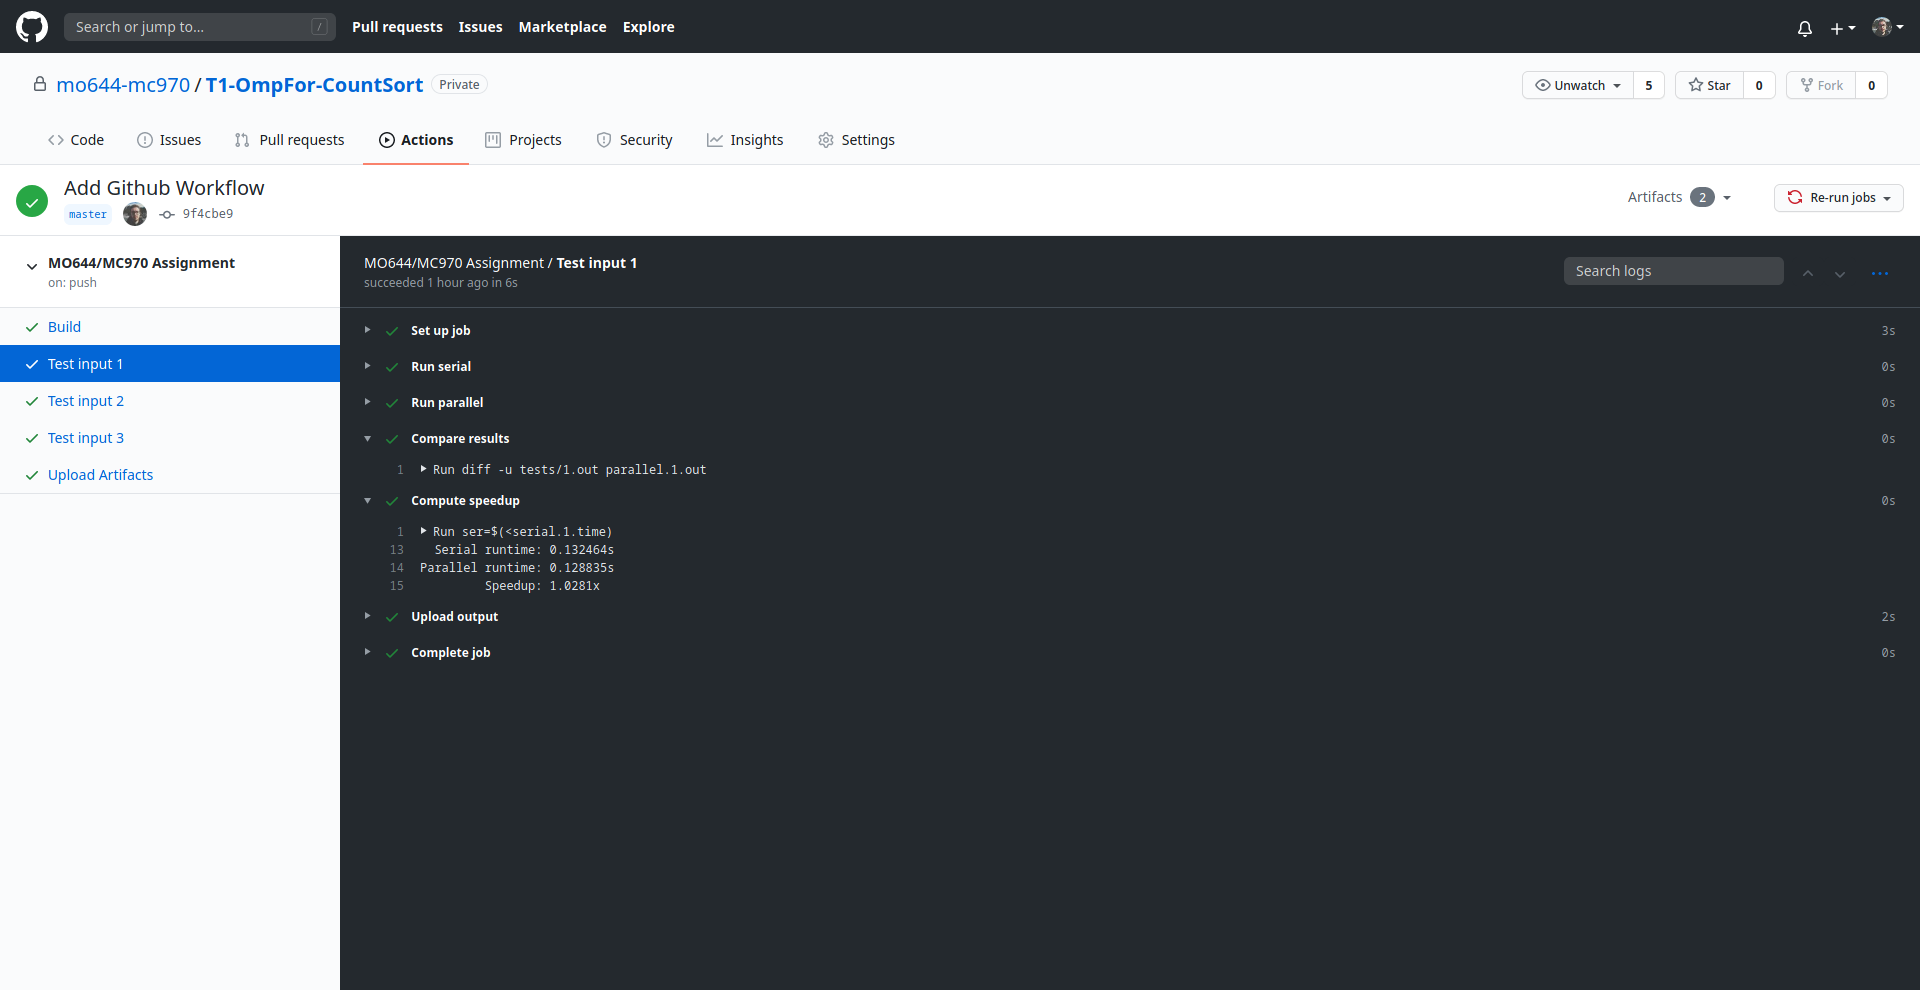 Search or jump to... /
Pull requests Issues Marketplace Explore
mo644-mc970 / T1-OmpFor-CountSort Private
Unwatch 5 Star 0 Fork 0
Code Issues Pull requests Actions Projects Security Insights Settings
Add Github Workflow
master 9f4cbe9
Artifacts 2 Re-run jobs
MO644/MC970 Assignment
on: push
Build
Test input 1
Test input 2
Test input 3
Upload Artifacts
MO644/MC970 Assignment / Test input 1
succeeded 1 hour ago in 6s
Search logs
Set up job 3s
Run serial 0s
Run parallel 0s
Compare results 0s
1 Run diff -u tests/1.out parallel.1.out
Compute speedup 0s
1 Run ser=$(<serial.1.time)
13 Serial runtime: 0.132464s
14 Parallel runtime: 0.128835s
15 Speedup: 1.0281x
Upload output 2s
Complete job 0s